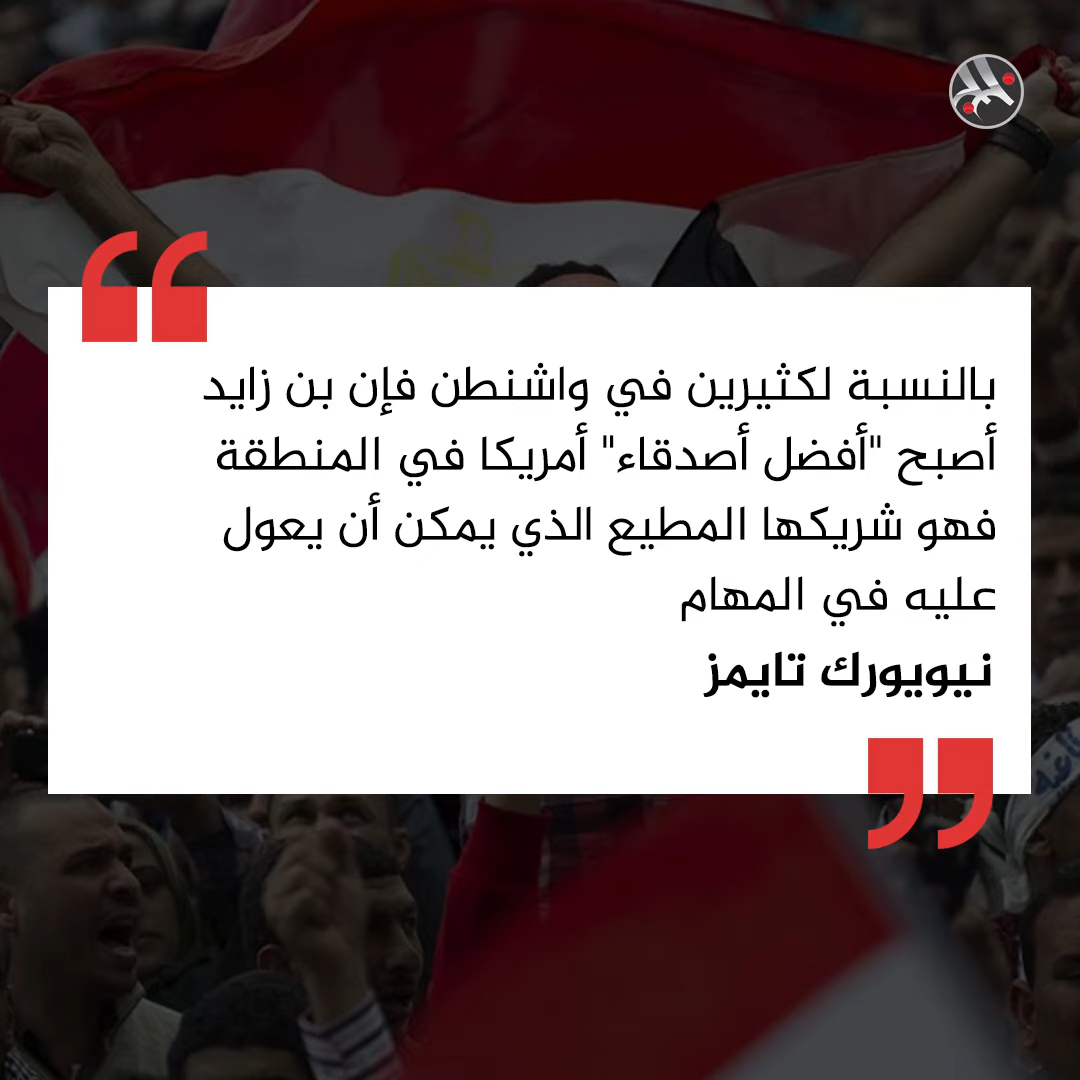 بالنسبة لكثيرين في واشنطن فإن بن زايد
أصبح "أفضل أصدقاء" أمريكا في المنطقة
فهو شريكها المطيع الذي يمكن أن يعول
عليه في المهام
نيويورك تايمز